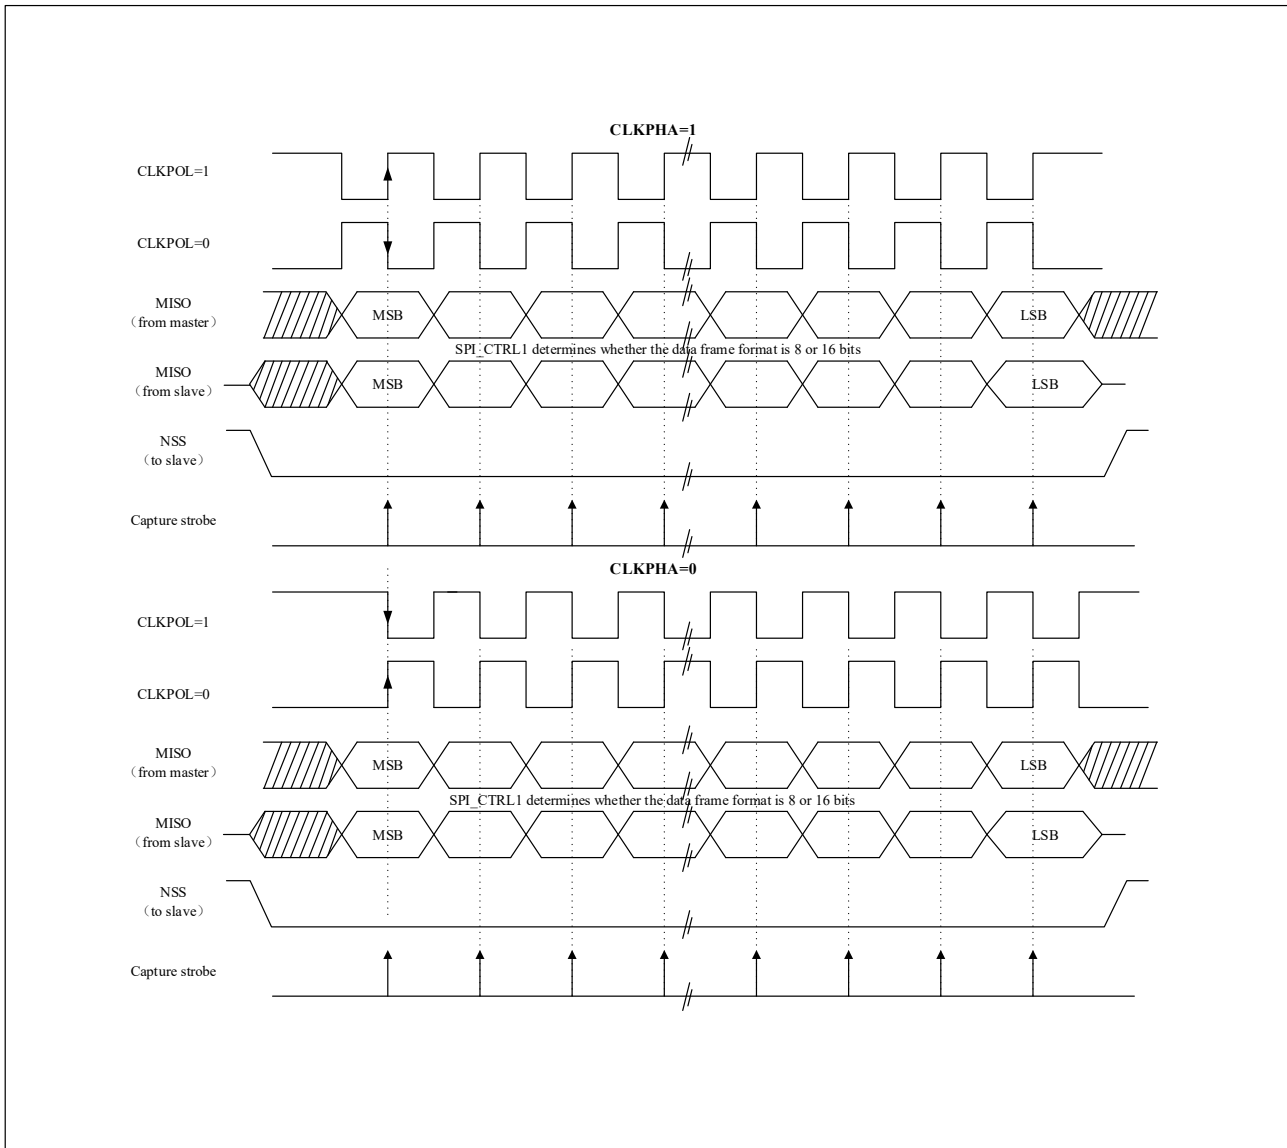 CLKPHA=1
CLKPOL=1
CLKPOL=0
MISO
（from master）
MSB
LSB
SPI_CTRL1 determines whether the data frame format is 8 or 16 bits
MISO
（from slave）
MSB
LSB
NSS
（to slave）
Capture strobe
CLKPHA=0
CLKPOL=1
CLKPOL=0
MISO
（from master）
MSB
LSB
SPI_CTRL1 determines whether the data frame format is 8 or 16 bits
MISO
（from slave）
MSB
LSB
NSS
（to slave）
Capture strobe